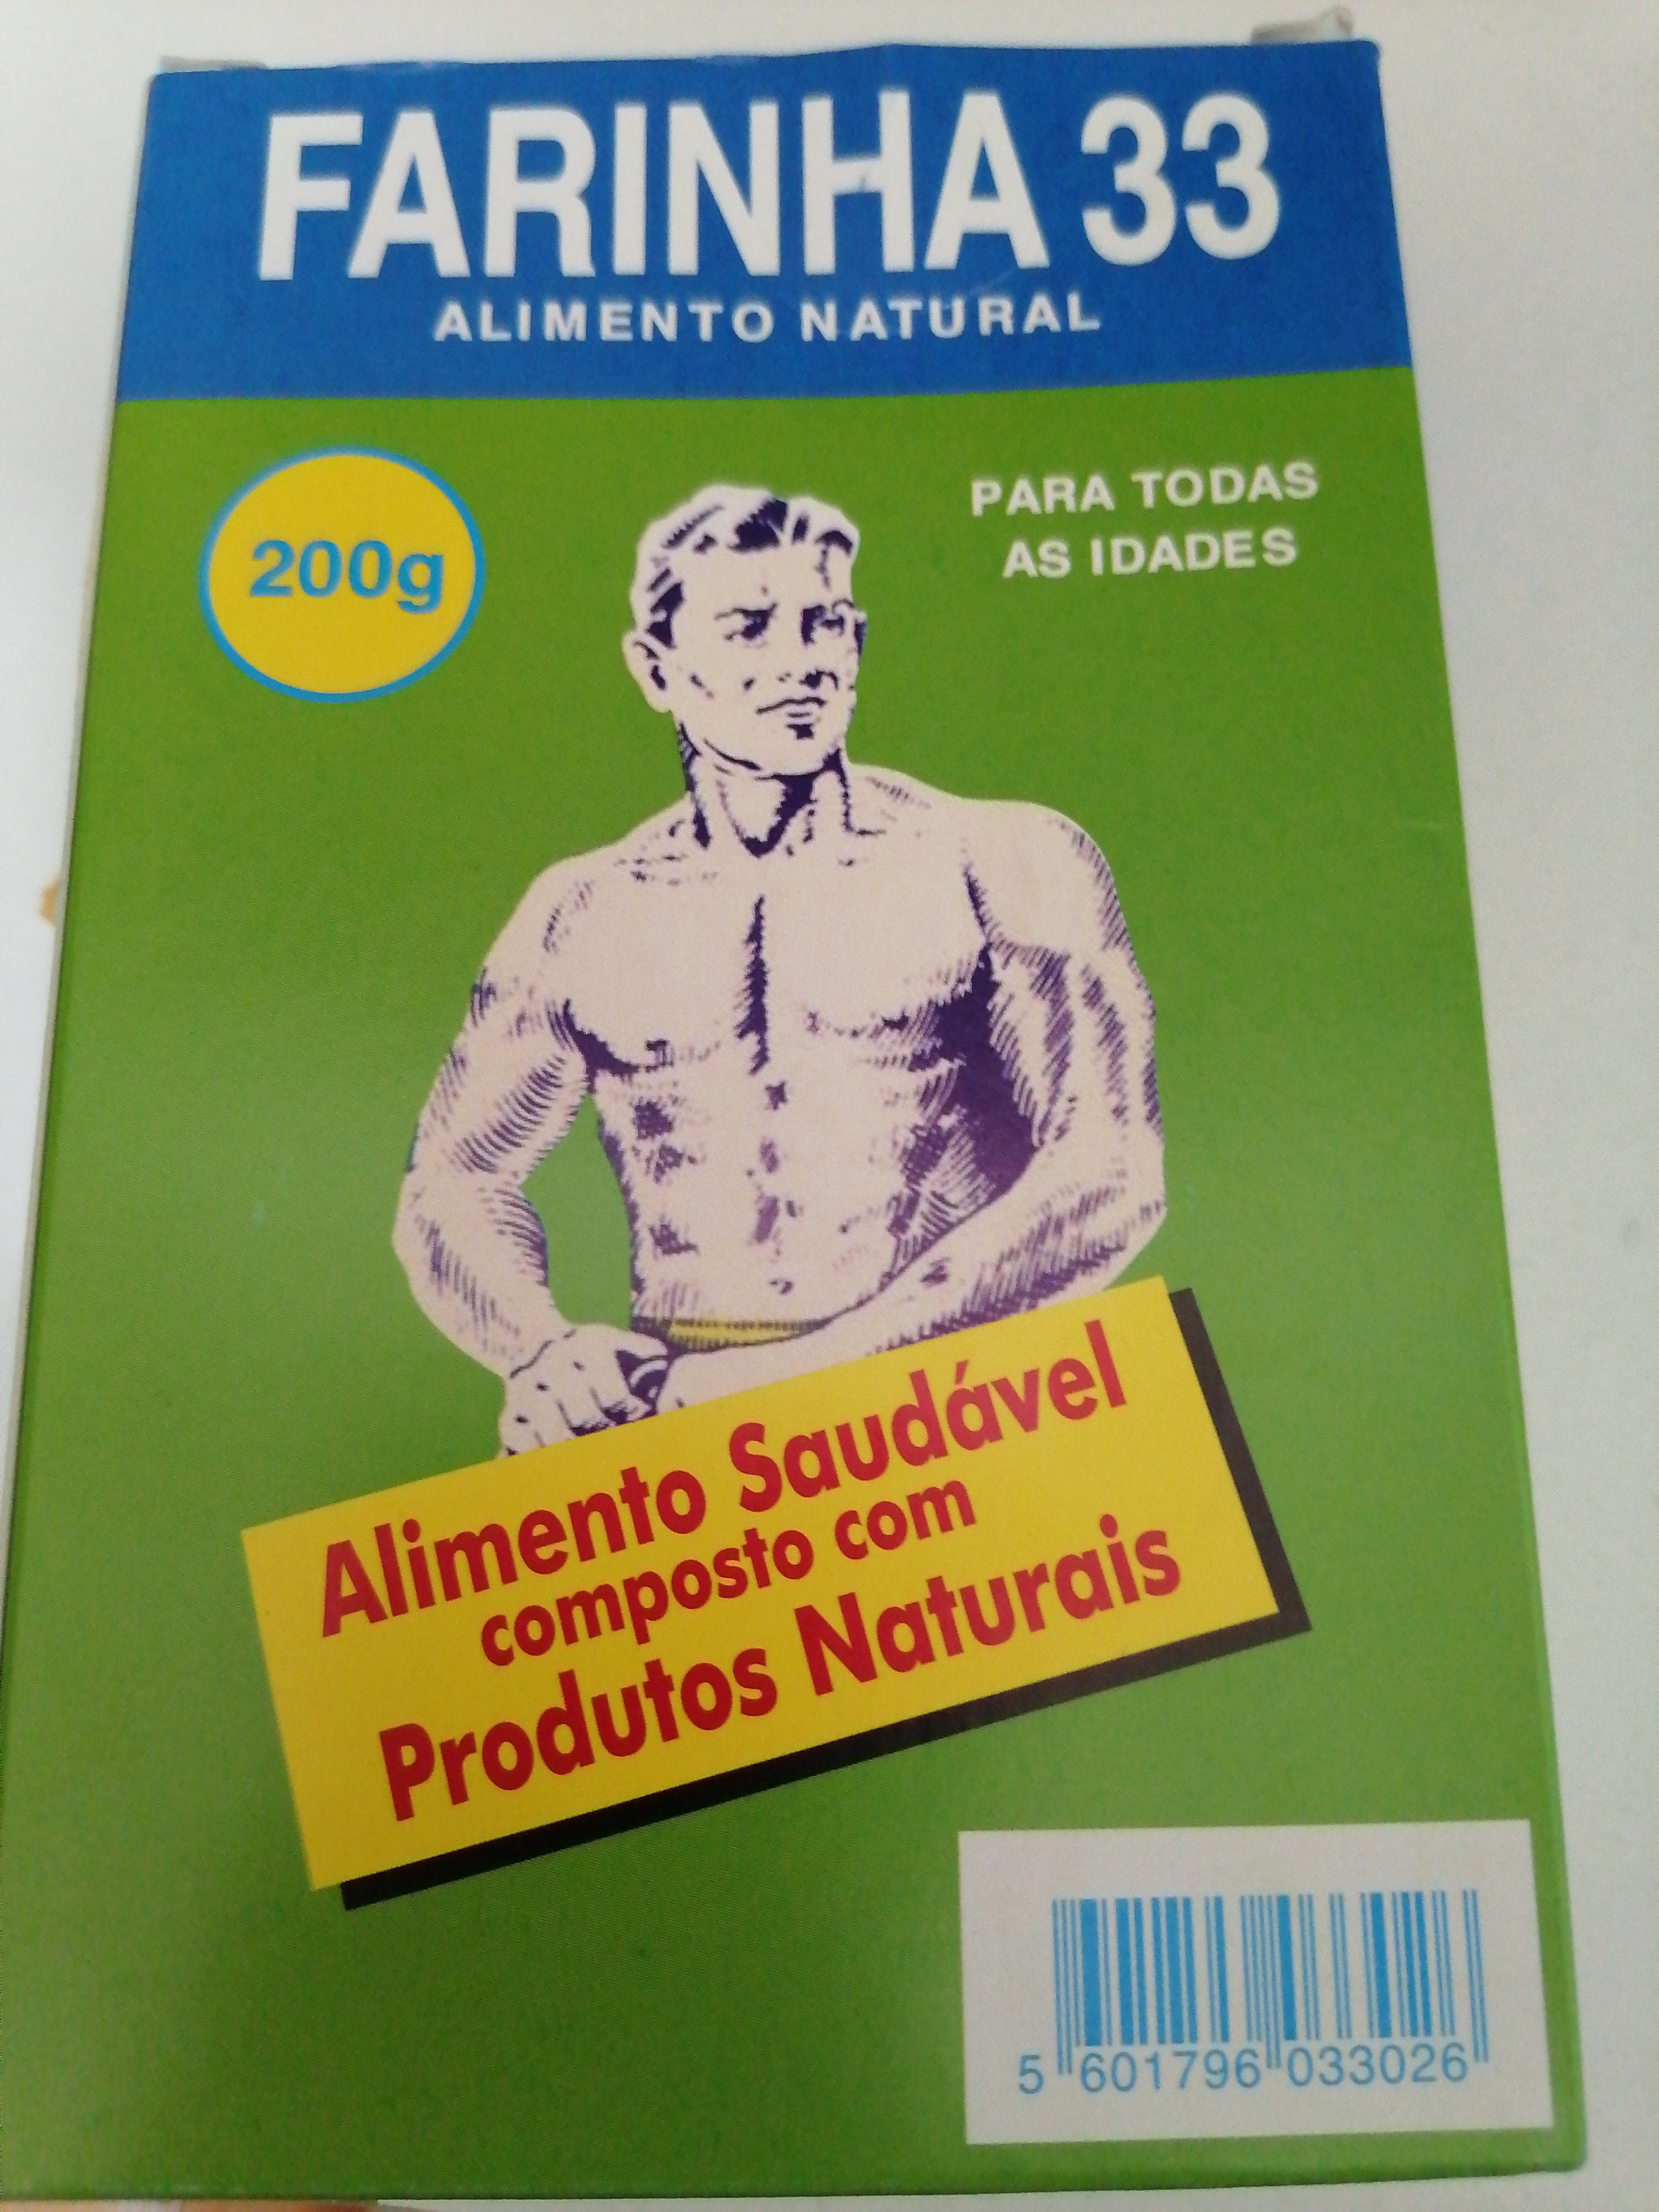 FARINHA 33
ALIMENTO NATURAL
200g
PARA TODAS
AS IDADES
Alimento Saudável
composto com
Produtos Naturais
5 601796 033026